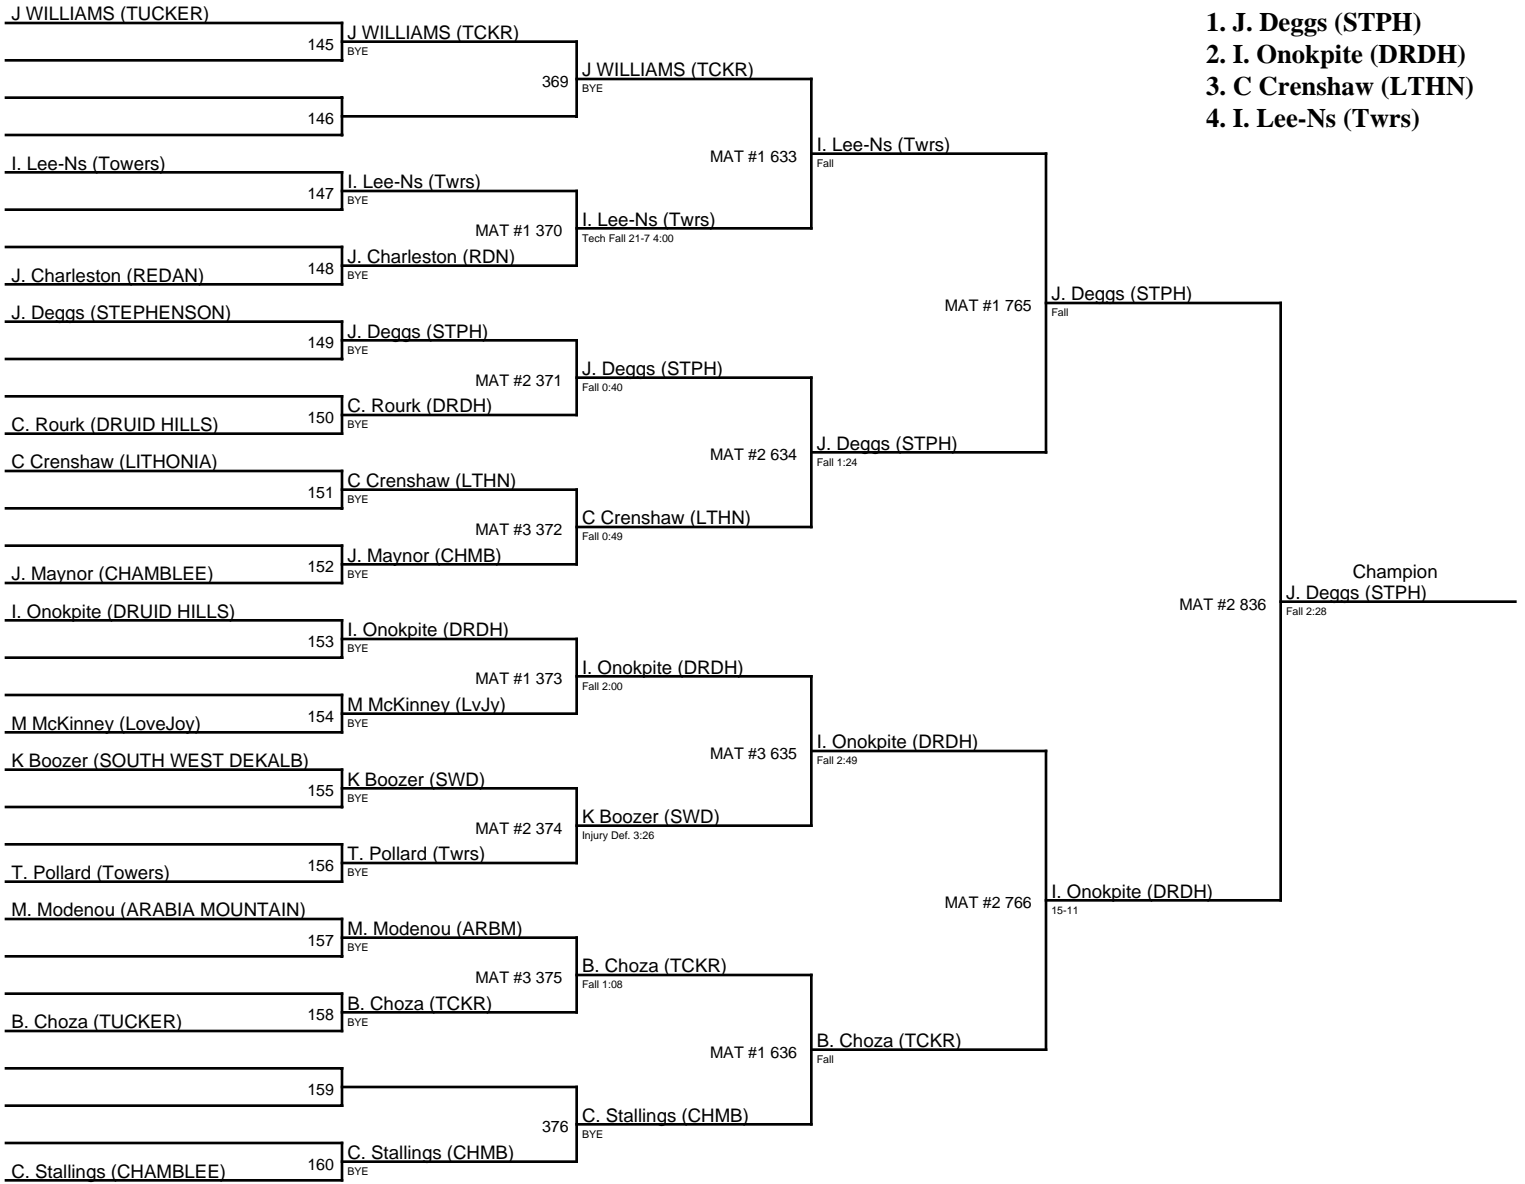 1. J. Deggs (STPH)
2. I. Onokpite (DRDH)
3. C Crenshaw (LTHN)
4. I. Lee-Ns (Twrs)
J WILLIAMS (TUCKER)
145
146
I. Lee-Ns (Towers)
147
148
J. Charleston (REDAN)
J. Deggs (STEPHENSON)
149
150
C. Rourk (DRUID HILLS)
C Crenshaw (LITHONIA)
151
152
J. Maynor (CHAMBLEE)
I. Onokpite (DRUID HILLS)
153
154
M McKinney (LoveJoy)
K Boozer (SOUTH WEST DEKALB)
155
156
T. Pollard (Towers)
M. Modenou (ARABIA MOUNTAIN)
157
158
B. Choza (TUCKER)
159
160
C. Stallings (CHAMBLEE)
J WILLIAMS (TCKR)
BYE
369
I. Lee-Ns (Twrs)
BYE
MAT #1 370
J. Charleston (RDN)
BYE
J. Deggs (STPH)
BYE
MAT #2 371
C. Rourk (DRDH)
BYE
C Crenshaw (LTHN)
BYE
MAT #3 372
J. Maynor (CHMB)
BYE
I. Onokpite (DRDH)
BYE
MAT #1 373
M McKinney (LvJy)
BYE
K Boozer (SWD)
BYE
MAT #2 374
T. Pollard (Twrs)
BYE
M. Modenou (ARBM)
BYE
MAT #3 375
B. Choza (TCKR)
BYE
376
C. Stallings (CHMB)
BYE
J WILLIAMS (TCKR)
BYE
MAT #1 633
I. Lee-Ns (Twrs)
Tech Fall 21-7 4:00
J. Deggs (STPH)
Fall 0:40
MAT #2 634
C Crenshaw (LTHN)
Fall 0:49
I. Onokpite (DRDH)
Fall 2:00
MAT #3 635
K Boozer (SWD)
Injury Def. 3:26
B. Choza (TCKR)
Fall 1:08
MAT #1 636
C. Stallings (CHMB)
BYE
I. Lee-Ns (Twrs)
Fall
MAT #1 765
J. Deggs (STPH)
Fall 1:24
I. Onokpite (DRDH)
Fall 2:49
MAT #2 766
B. Choza (TCKR)
Fall
J. Deggs (STPH)
Fall
MAT #2 836
I. Onokpite (DRDH)
15-11
Champion
J. Deggs (STPH)
Fall 2:28